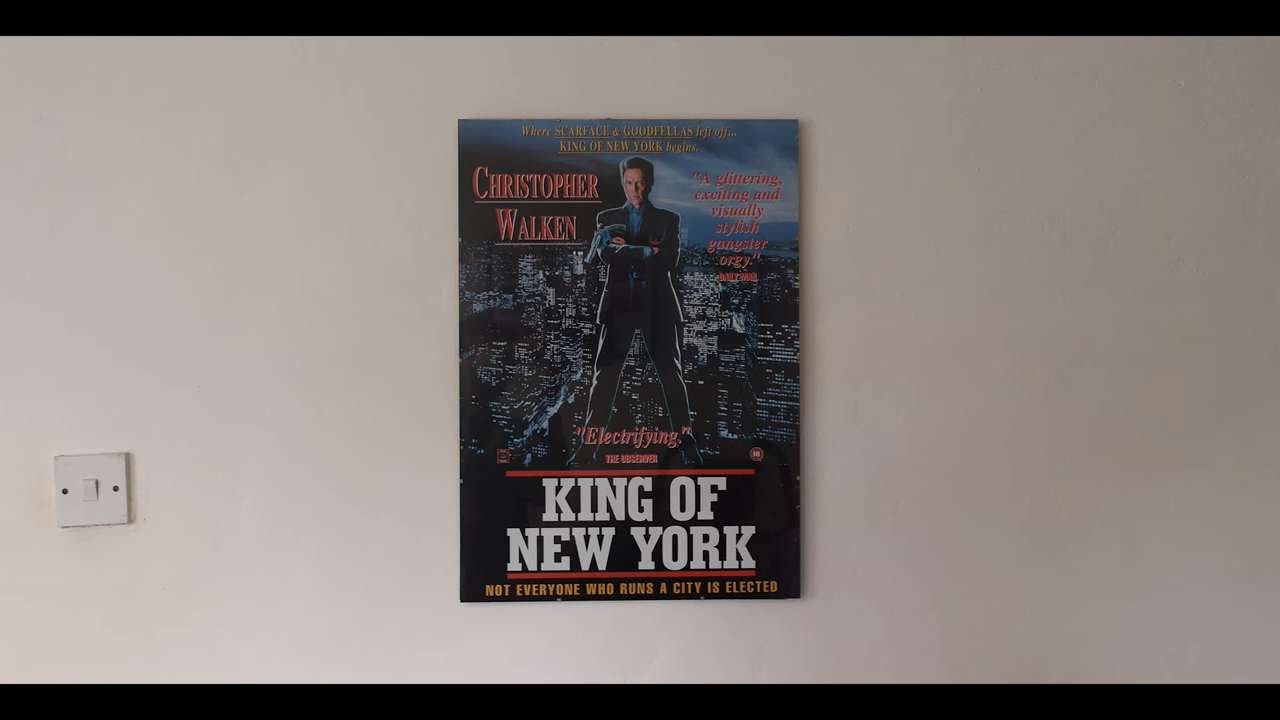 Where SCARFACE & GOODFELLAS left off...
KING OF NEW YORK begins.
CHRISTOPHER
WALKEN
"A glittering,
exciting and
visually
stylish
gangster
orgy."
DAILY MAIL
"Electrifying."
THE OBSERVER
18
KING OF
NEW YORK
NOT EVERYONE WHO RUNS A CITY IS ELECTED